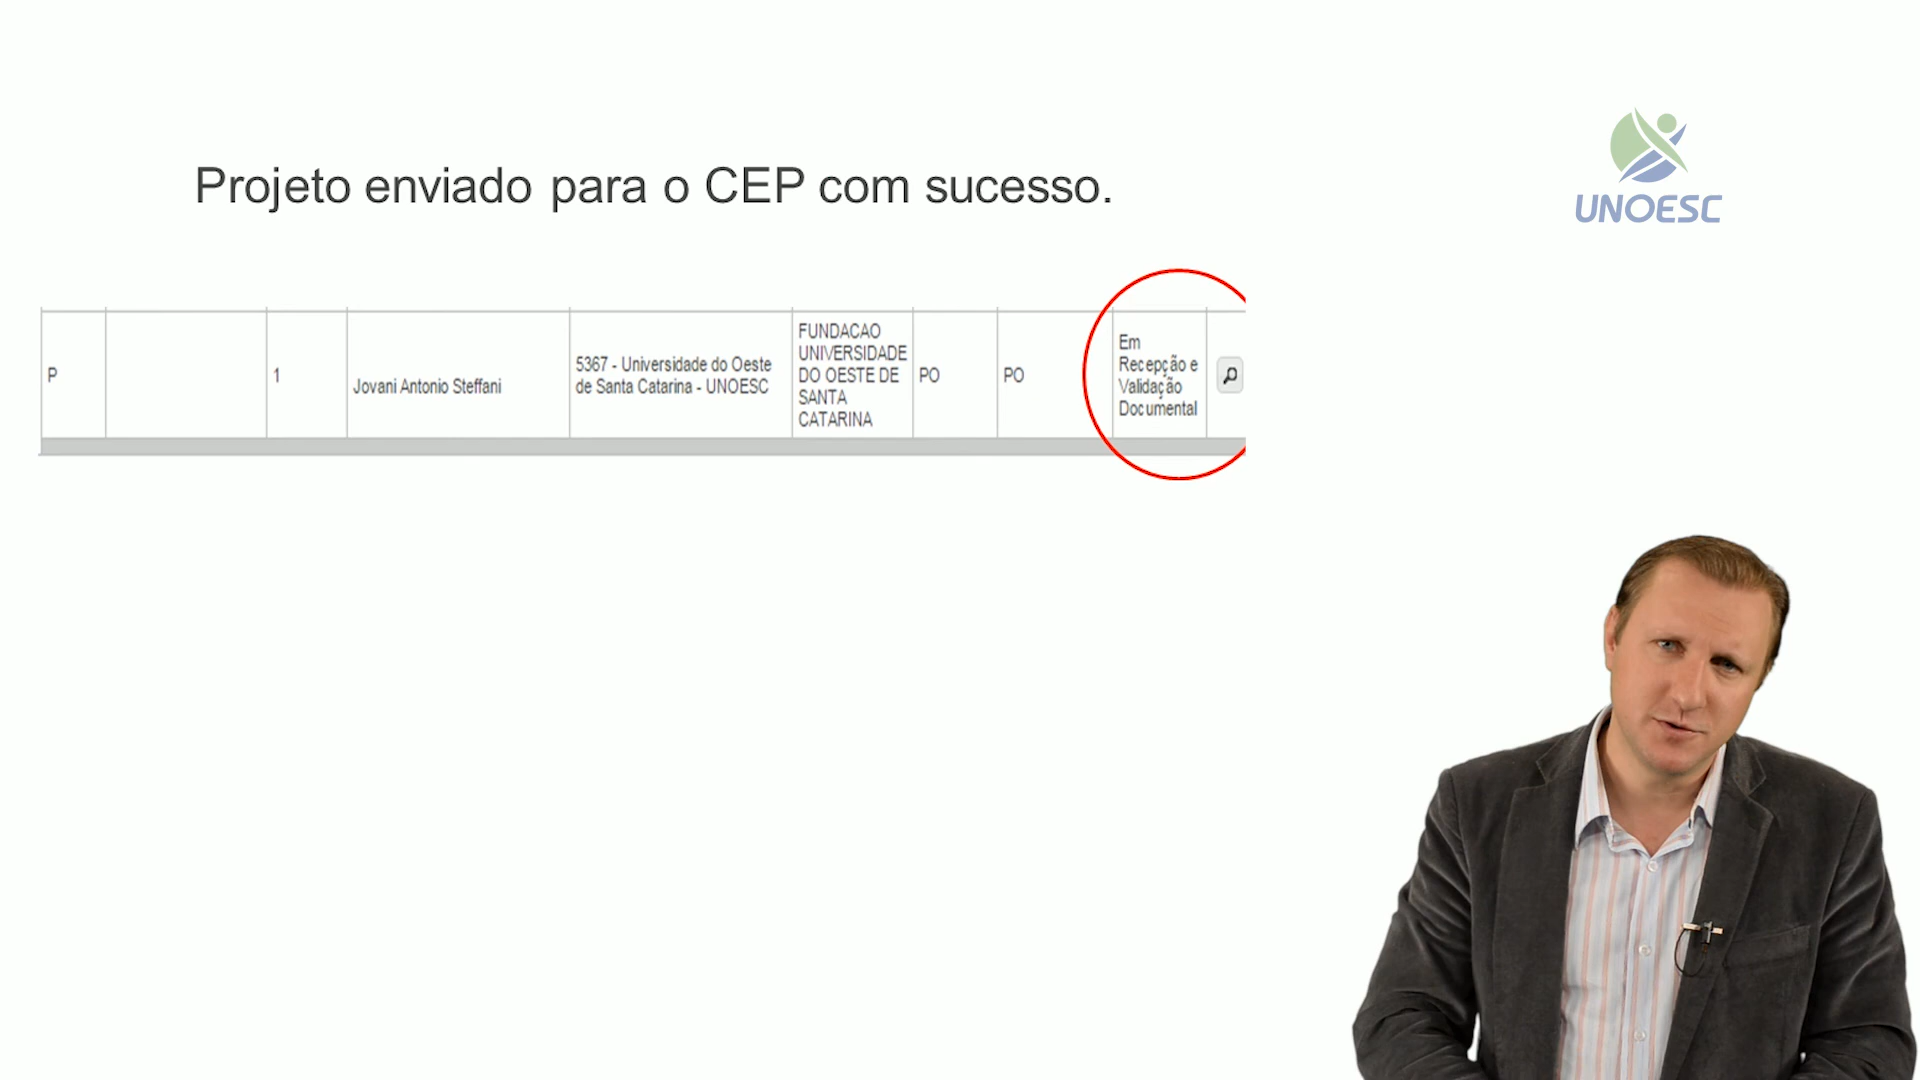 UNOESC
Projeto enviado para o CEP com sucesso.
P
1
Jovani Antonio Steffani
5367 - Universidade do Oeste
de Santa Catarina - UNOESC
FUNDACAO
UNIVERSIDADE
DO OESTE DE
SANTA
CATARINA
PO
PO
Em
Recepção e
Validação
Documental